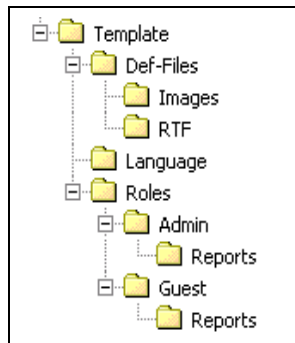 Template
Def-Files
Images
RTF
Language
Roles
Admin
Reports
Guest
Reports